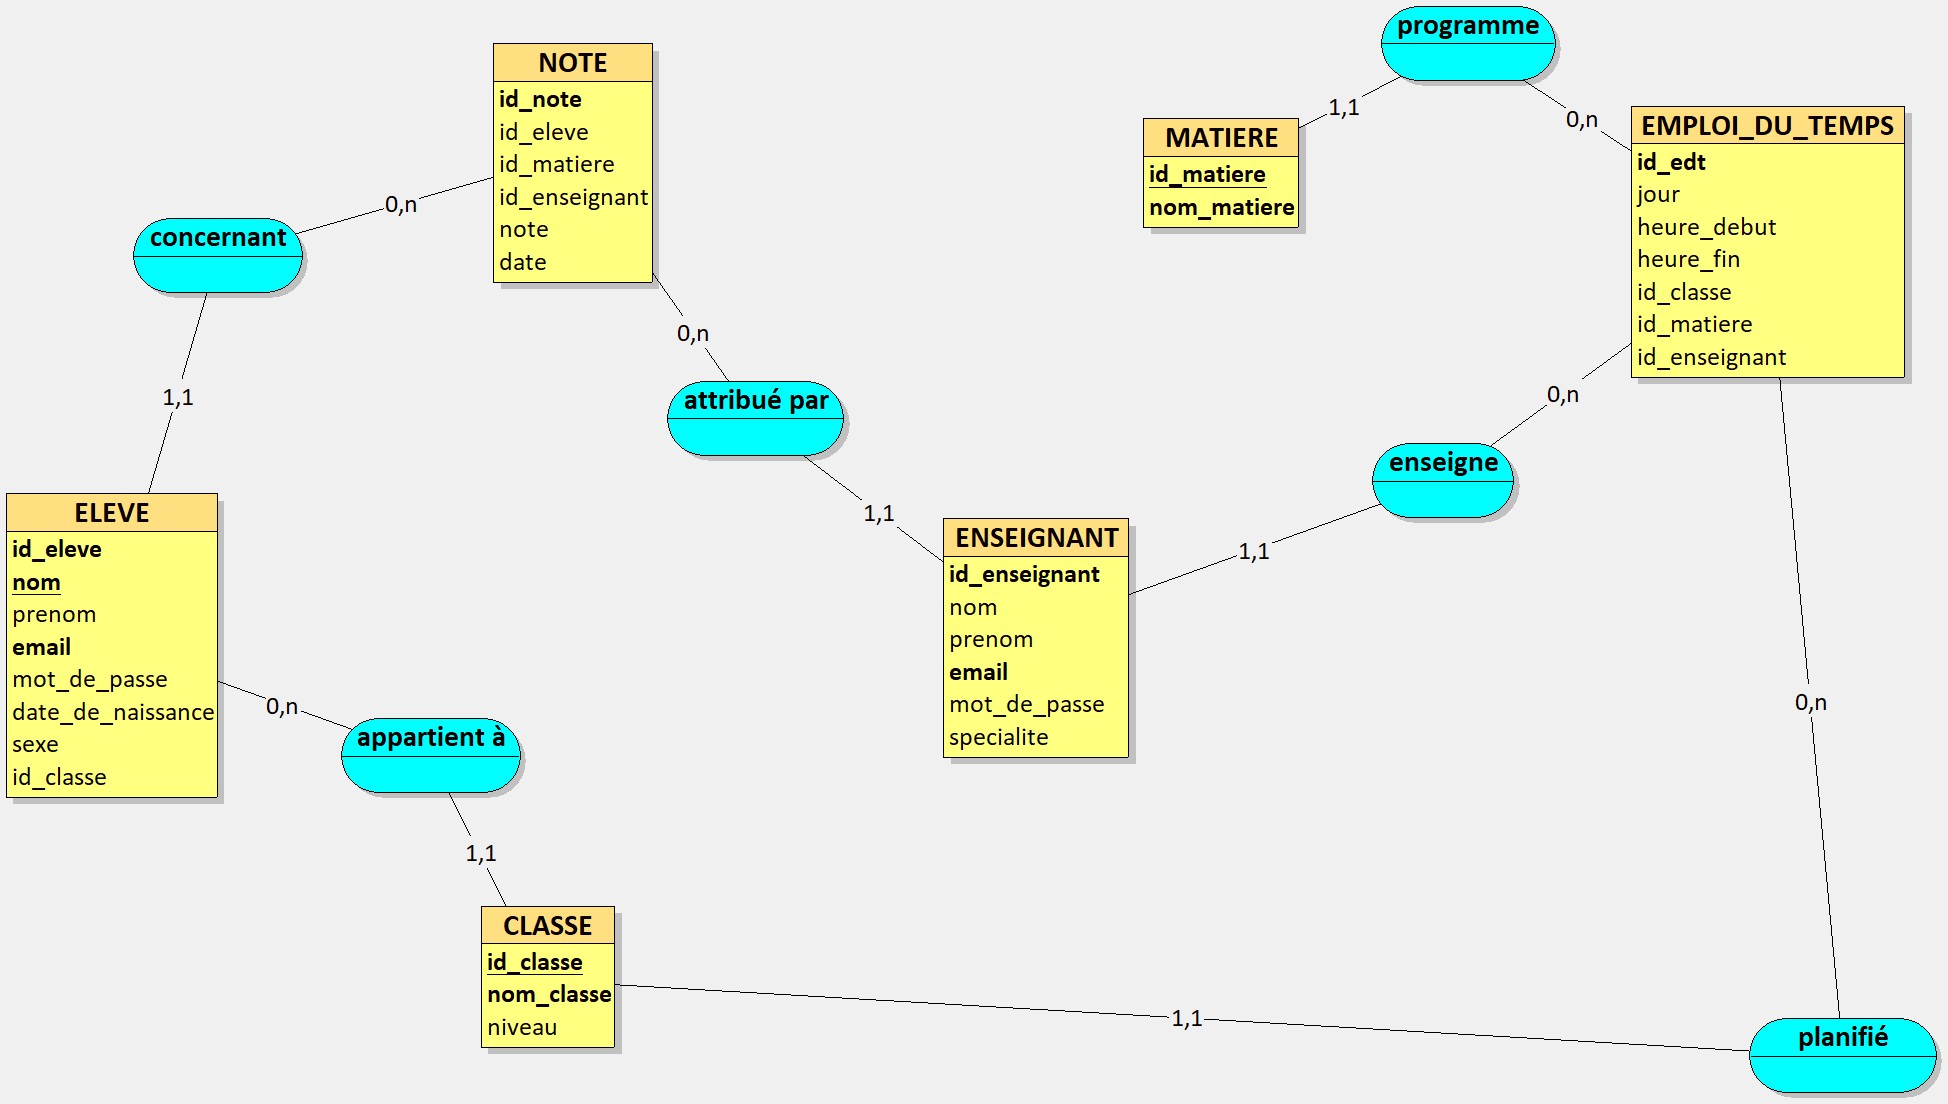 programme
1,1
0,n
NOTE
id_note
id_eleve
id_matiere
id_enseignant
note
date
MATIERE
id_matiere
nom_matiere
EMPLOI_DU_TEMPS
id_edt
jour
heure_debut
heure_fin
id_classe
id_matiere
id_enseignant
0,n
concernant
1,1
0,n
attribué par
1,1
0,n
enseigne
1,1
ELEVE
id_eleve
nom
prenom
email
mot_de_passe
date_de_naissance
sexe
id_classe
ENSEIGNANT
id_enseignant
nom
prenom
email
mot_de_passe
specialite
0,n
appartient à
1,1
0,n
CLASSE
id_classe
nom_classe
niveau
1,1
planifié